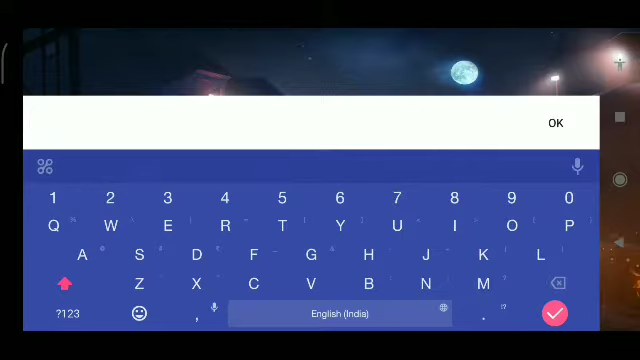 OK
1 2 3 4 5 6 7 8 9 0
Q W E R T Y U I O P
A S D F G H J K L
Z X C V B N M
?123 , English (India) . !?